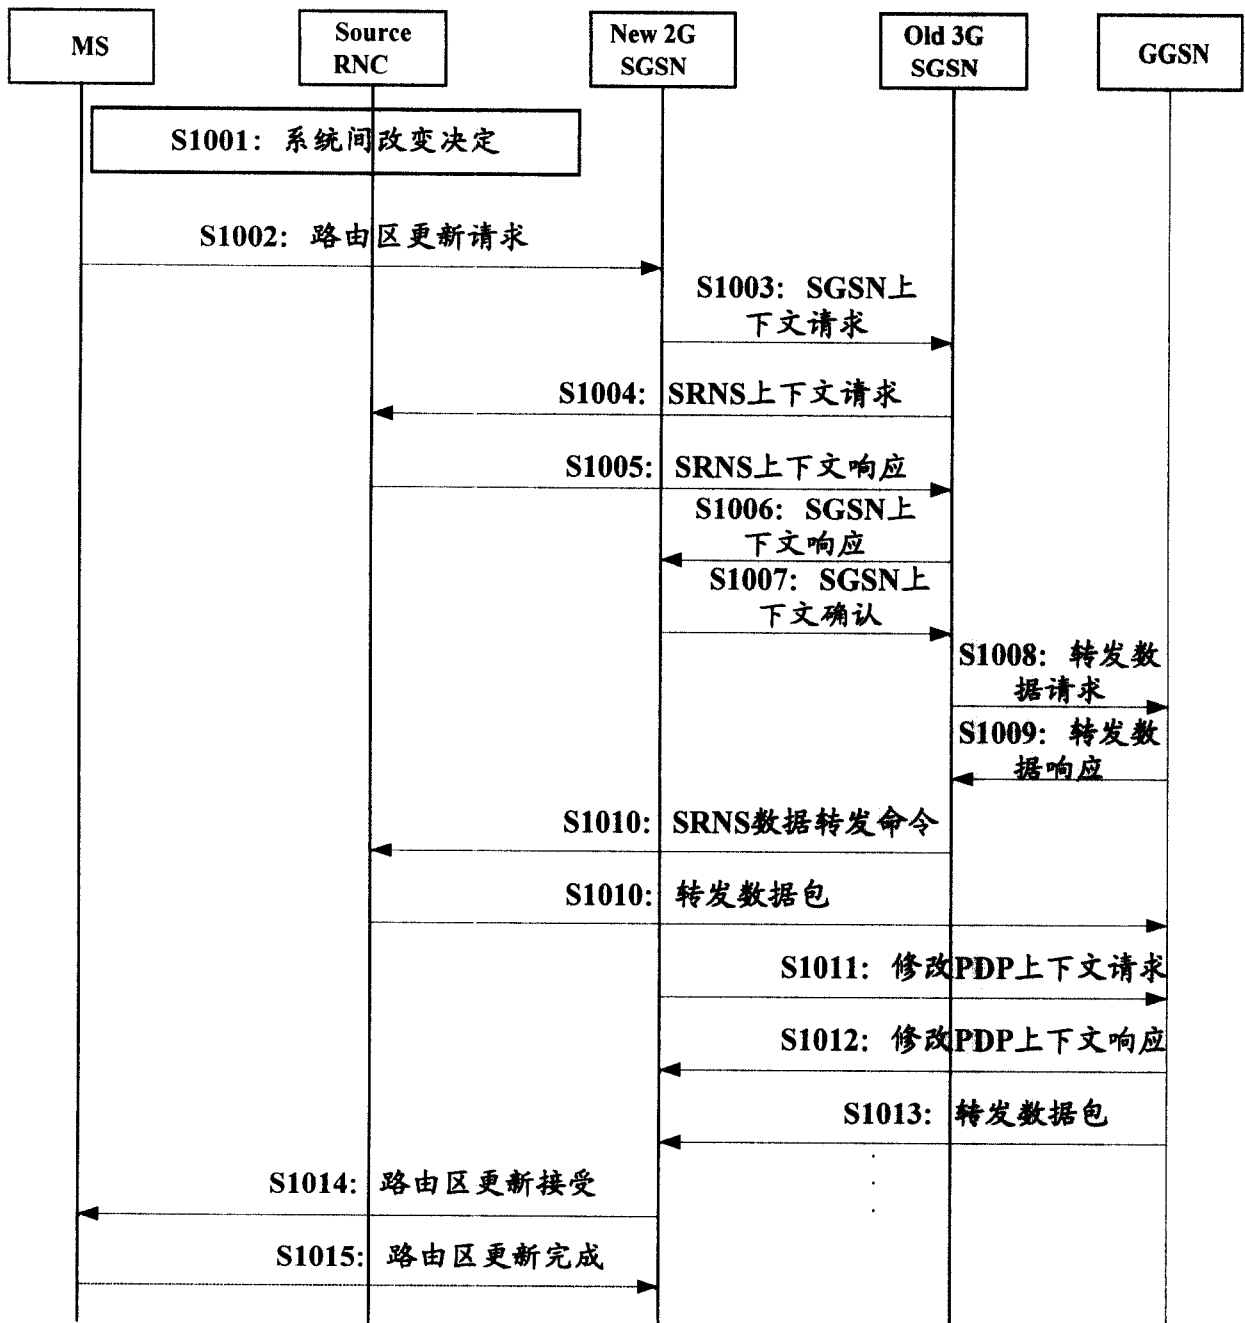 MS
Source
RNC
New 2G
SGSN
Old 3G
SGSN
GGSN
S1001: 系统间改变决定
S1002: 路由区更新请求
S1003: SGSN上
下文请求
S1004: SRNS上下文请求
S1005: SRNS上下文响应
S1006: SGSN上
下文响应
S1007: SGSN上
下文确认
S1008: 转发数
据请求
S1009: 转发数
据响应
S1010: SRNS数据转发命令
S1010: 转发数据包
S1011: 修改PDP上下文请求
S1012: 修改PDP上下文响应
S1013: 转发数据包
S1014: 路由区更新接受
S1015: 路由区更新完成